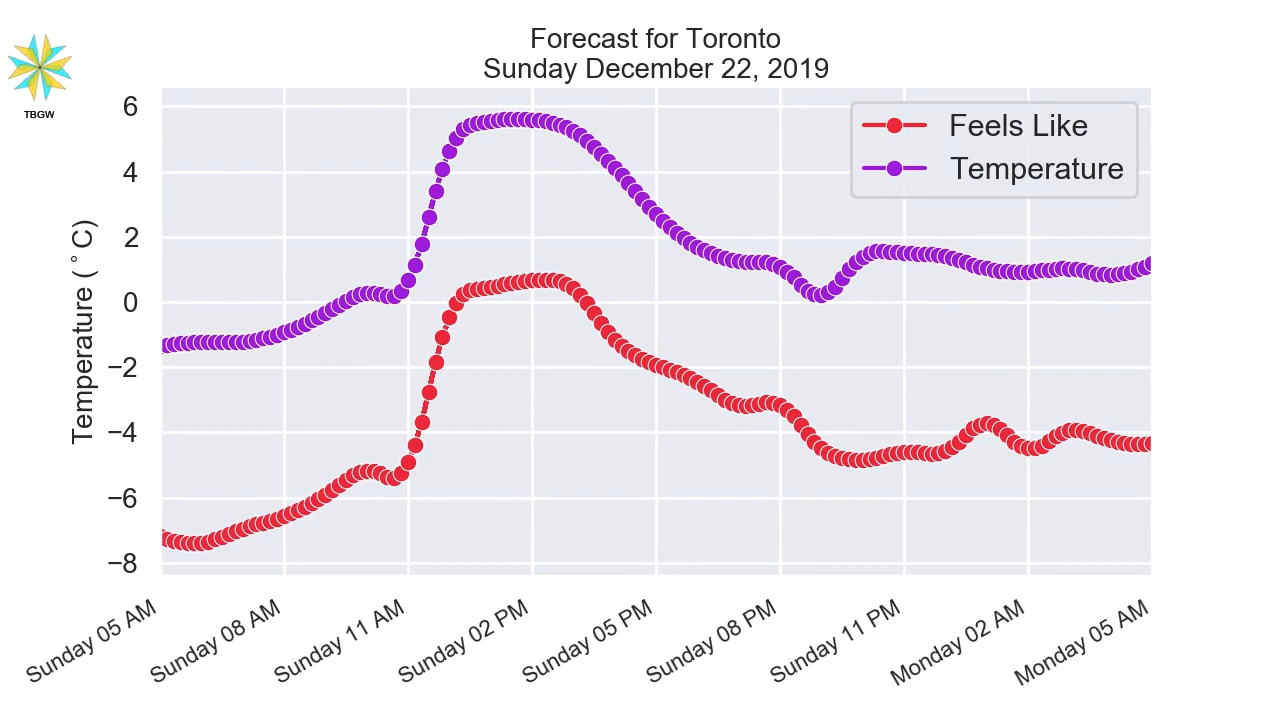 Forecast for Toronto
Sunday December 22, 2019
TBGW
Feels Like
Temperature
Temperature (°C)
6
4
2
0
−2
−4
−6
−8
Sunday 05 AM
Sunday 08 AM
Sunday 11 AM
Sunday 02 PM
Sunday 05 PM
Sunday 08 PM
Sunday 11 PM
Monday 02 AM
Monday 05 AM